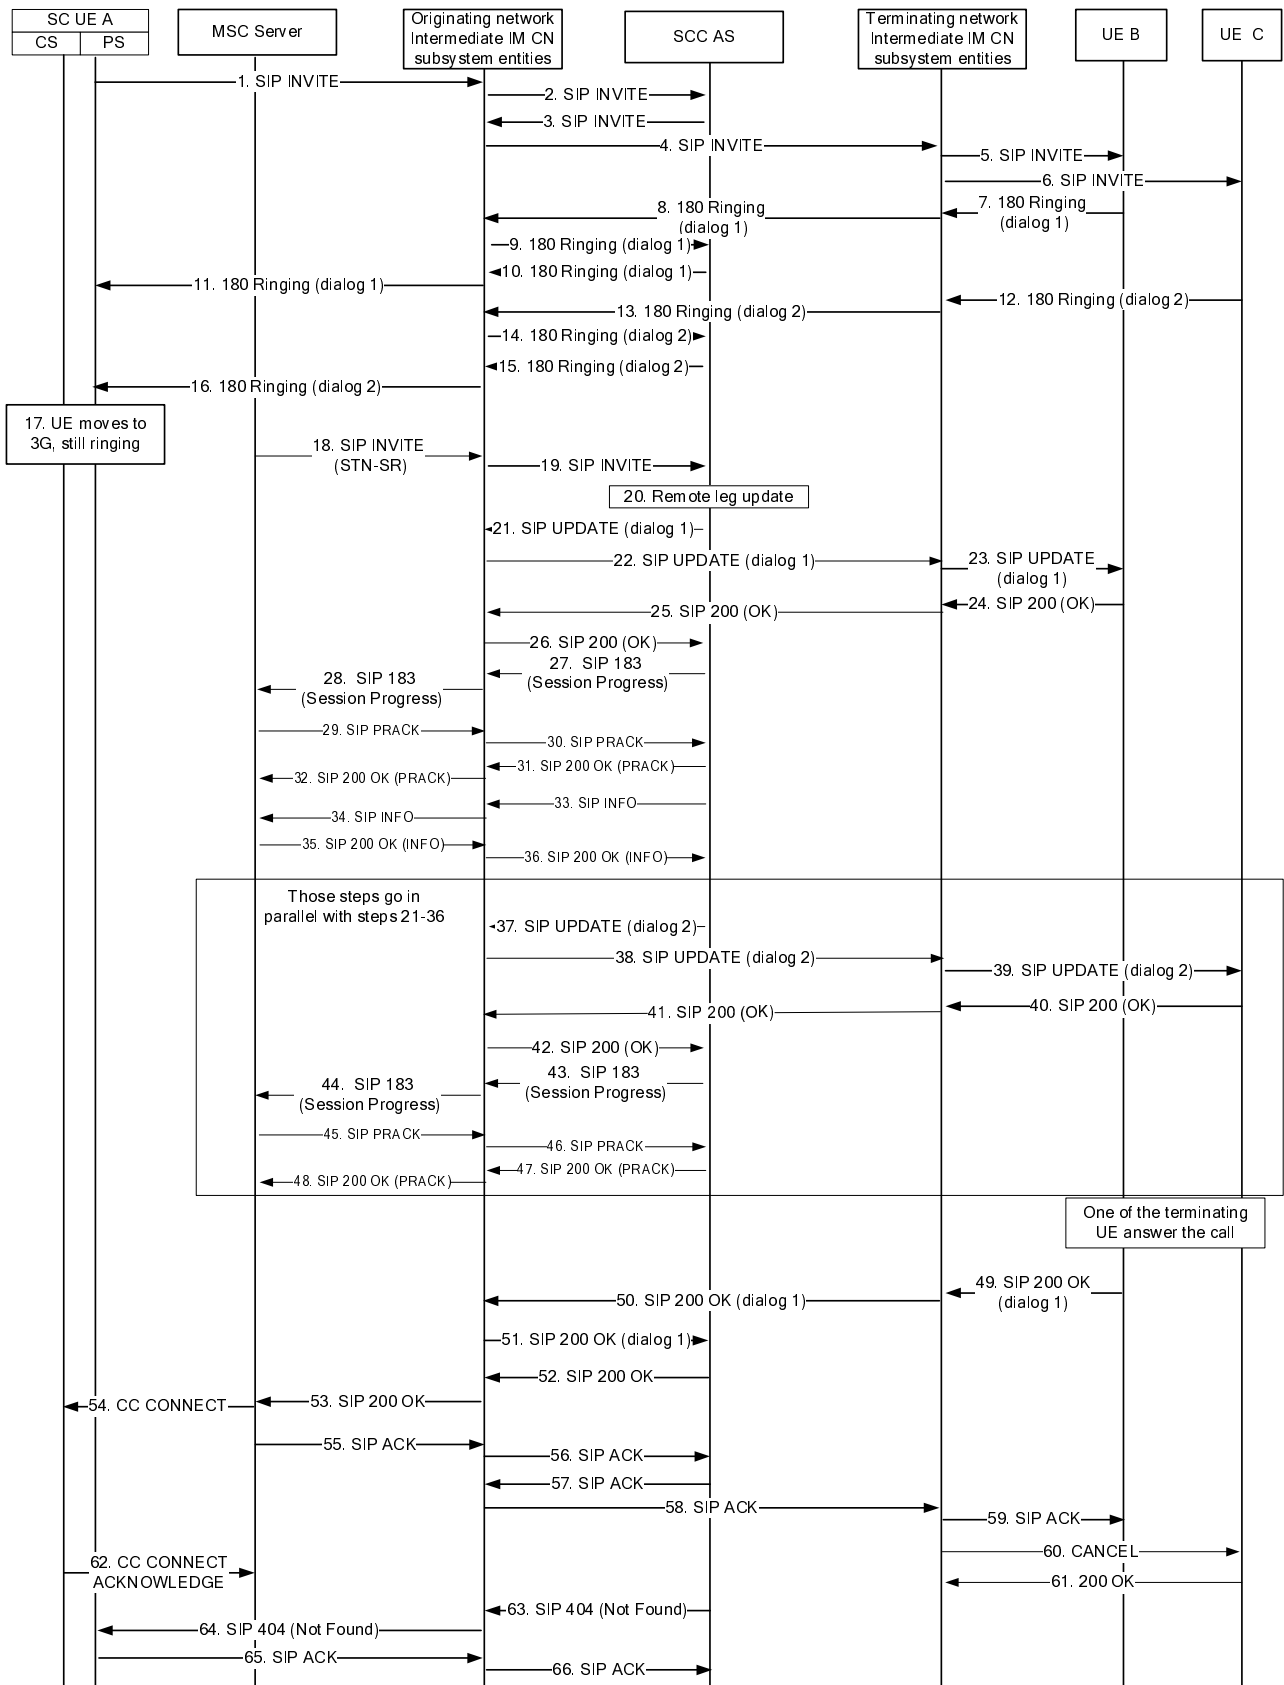 SC UE A
CS
PS
MSC Server
Originating network
Intermediate IM CN
subsystem entities
SCC AS
Terminating network
Intermediate IM CN
subsystem entities
UE B
UE C
1. SIP INVITE
2. SIP INVITE
3. SIP INVITE
4. SIP INVITE
5. SIP INVITE
6. SIP INVITE
7. 180 Ringing
(dialog 1)
8. 180 Ringing
(dialog 1)
9. 180 Ringing (dialog 1)
10. 180 Ringing (dialog 1)
11. 180 Ringing (dialog 1)
12. 180 Ringing (dialog 2)
13. 180 Ringing (dialog 2)
14. 180 Ringing (dialog 2)
15. 180 Ringing (dialog 2)
16. 180 Ringing (dialog 2)
17. UE moves to
3G, still ringing
18. SIP INVITE
(STN-SR)
19. SIP INVITE
20. Remote leg update
21. SIP UPDATE (dialog 1)
22. SIP UPDATE (dialog 1)
23. SIP UPDATE
(dialog 1)
24. SIP 200 (OK)
25. SIP 200 (OK)
26. SIP 200 (OK)
27. SIP 183
(Session Progress)
28. SIP 183
(Session Progress)
29. SIP PRACK
30. SIP PRACK
31. SIP 200 OK (PRACK)
32. SIP 200 OK (PRACK)
33. SIP INFO
34. SIP INFO
35. SIP 200 OK (INFO)
36. SIP 200 OK (INFO)
Those steps go in
parallel with steps 21-36
37. SIP UPDATE (dialog 2)
38. SIP UPDATE (dialog 2)
39. SIP UPDATE (dialog 2)
40. SIP 200 (OK)
41. SIP 200 (OK)
42. SIP 200 (OK)
43. SIP 183
(Session Progress)
44. SIP 183
(Session Progress)
45. SIP PRACK
46. SIP PRACK
47. SIP 200 OK (PRACK)
48. SIP 200 OK (PRACK)
One of the terminating
UE answer the call
49. SIP 200 OK
(dialog 1)
50. SIP 200 OK (dialog 1)
51. SIP 200 OK (dialog 1)
52. SIP 200 OK
53. SIP 200 OK
54. CC CONNECT
55. SIP ACK
56. SIP ACK
57. SIP ACK
58. SIP ACK
59. SIP ACK
60. CANCEL
61. 200 OK
62. CC CONNECT
ACKNOWLEDGE
63. SIP 404 (Not Found)
64. SIP 404 (Not Found)
65. SIP ACK
66. SIP ACK